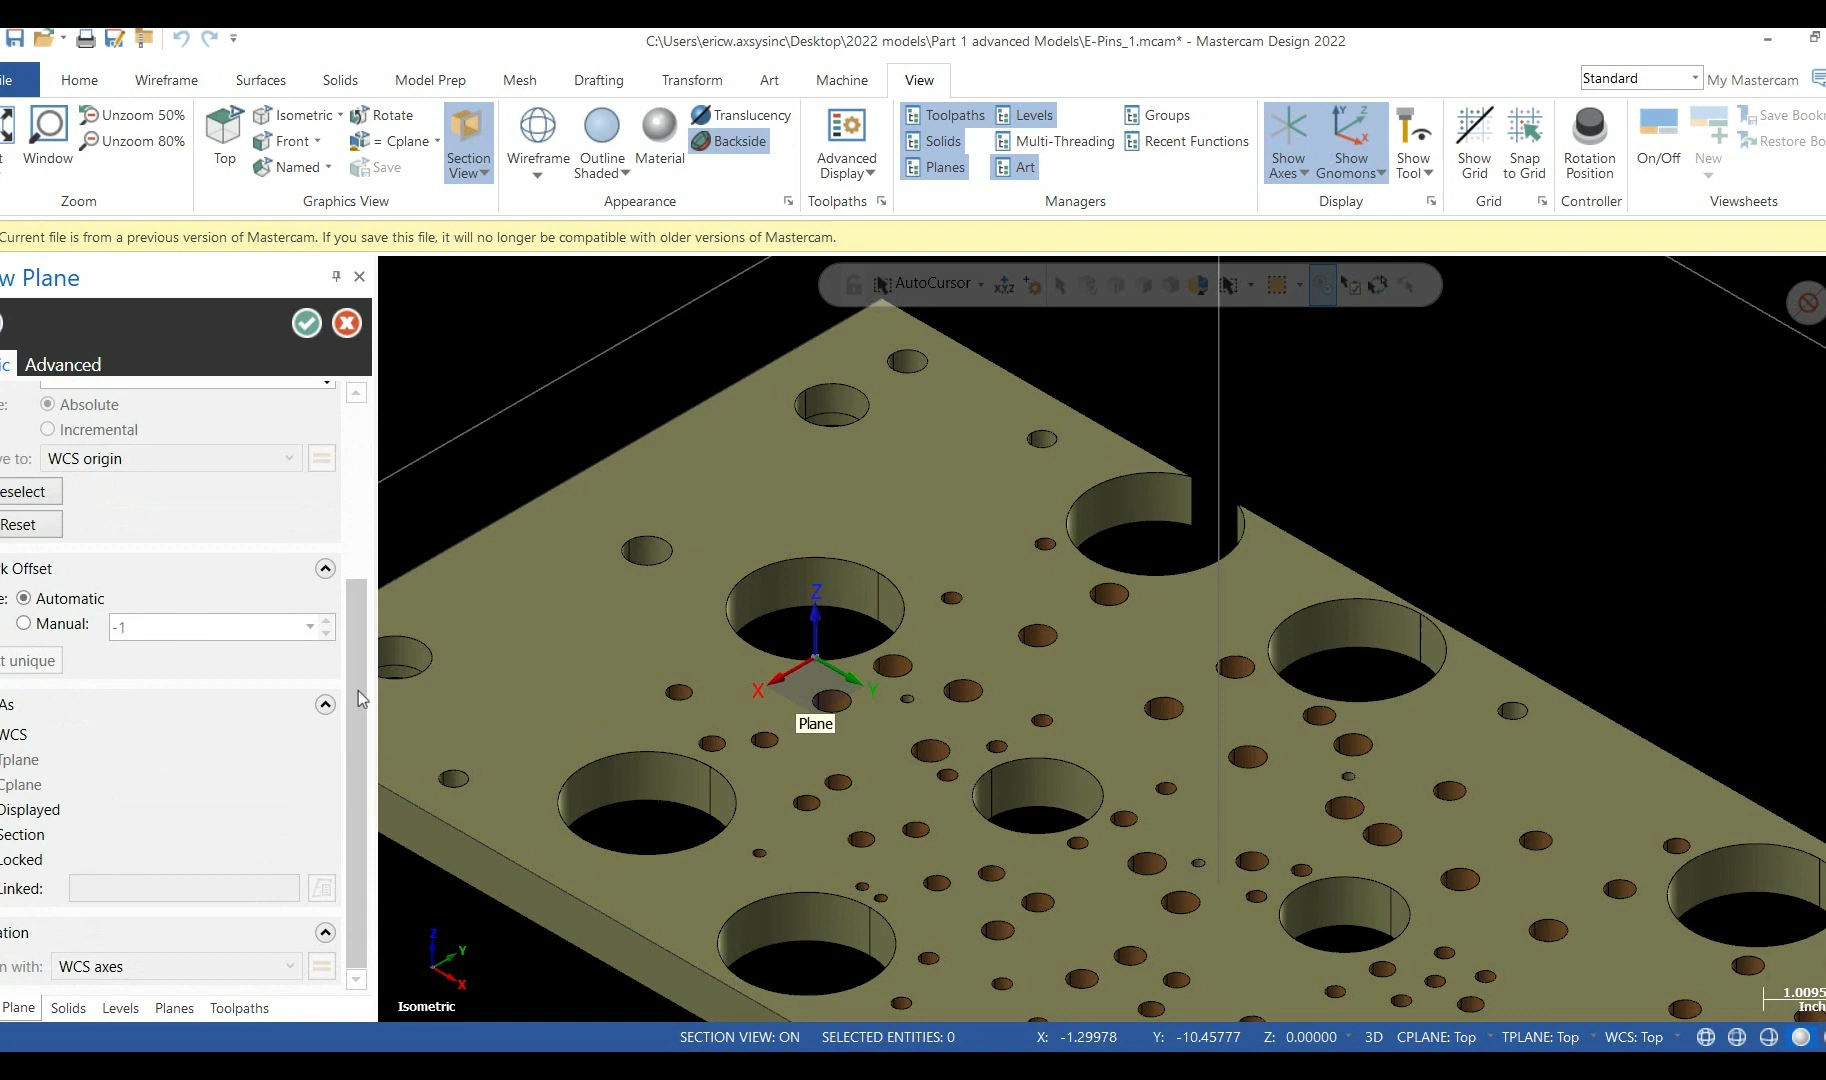 C:\Users\ericw.axsysinc\Desktop\2022 models\Part 1 advanced Models\E-Pins_1.mcam* - Mastercam Design 2022
ile
Home
Wireframe
Surfaces
Solids
Model Prep
Mesh
Drafting
Transform
Art
Machine
View
Standard
My Mastercam
t
Window
Unzoom 50%
Unzoom 80%
Zoom
Top
Isometric
Front
Named
Rotate
= Cplane
Save
Section View
Graphics View
Wireframe
Outline Shaded
Material
Translucency
Backside
Appearance
Advanced Display
Toolpaths
Toolpaths
Solids
Planes
Levels
Multi-Threading
Art
Groups
Recent Functions
Managers
Show Axes
Show Gnomons
Show Tool
Display
Show Grid
Snap to Grid
Grid
Rotation Position
Controller
On/Off
New
Save Bookr
Restore Bo
Viewsheets
Current file is from a previous version of Mastercam. If you save this file, it will no longer be compatible with older versions of Mastercam.
w Plane
ic
Advanced
e:
Absolute
Incremental
ve to:
WCS origin
eselect
Reset
k Offset
e:
Automatic
Manual:
-1
t unique
As
WCS
Tplane
Cplane
Displayed
Section
Locked
Linked:
ation
n with:
WCS axes
Plane
Solids
Levels
Planes
Toolpaths
AutoCursor
Z
X
Y
Plane
Z
Y
X
Isometric
1.0095
Inch
SECTION VIEW: ON
SELECTED ENTITIES: 0
X: -1.29978
Y: -10.45777
Z: 0.00000
3D
CPLANE: Top
TPLANE: Top
WCS: Top